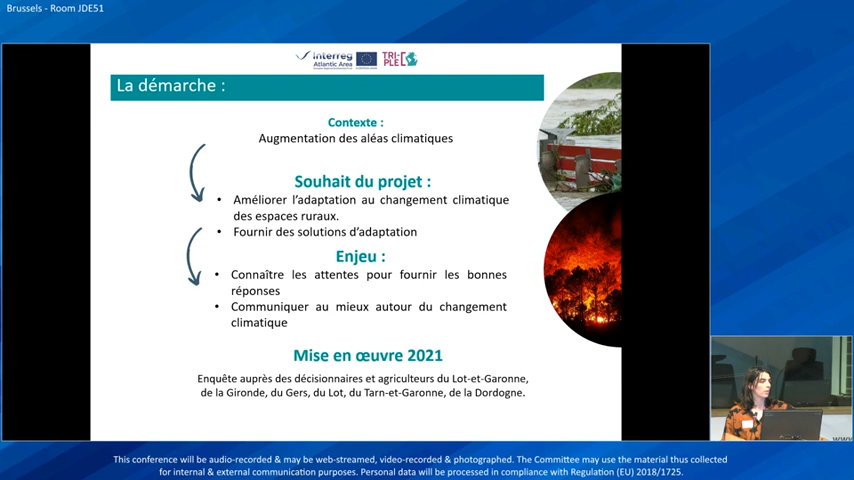 Brussels - Room JDE51
Interreg
Atlantic Area
TRI-
PLE C
La démarche :
Contexte :
Augmentation des aléas climatiques
Souhait du projet :
• Améliorer l'adaptation au changement climatique
des espaces ruraux.
• Fournir des solutions d'adaptation
Enjeu :
• Connaître les attentes pour fournir les bonnes
réponses
• Communiquer au mieux autour du changement
climatique
Mise en œuvre 2021
Enquête auprès des décisionnaires et agriculteurs du Lot-et-Garonne,
de la Gironde, du Gers, du Lot, du Tarn-et-Garonne, de la Dordogne.
www
This conference will be audio-recorded & may be web-streamed, video-recorded & photographed. The Committee may use the material thus collected
for internal & external communication purposes. Personal data will be processed in compliance with Regulation (EU) 2018/1725.